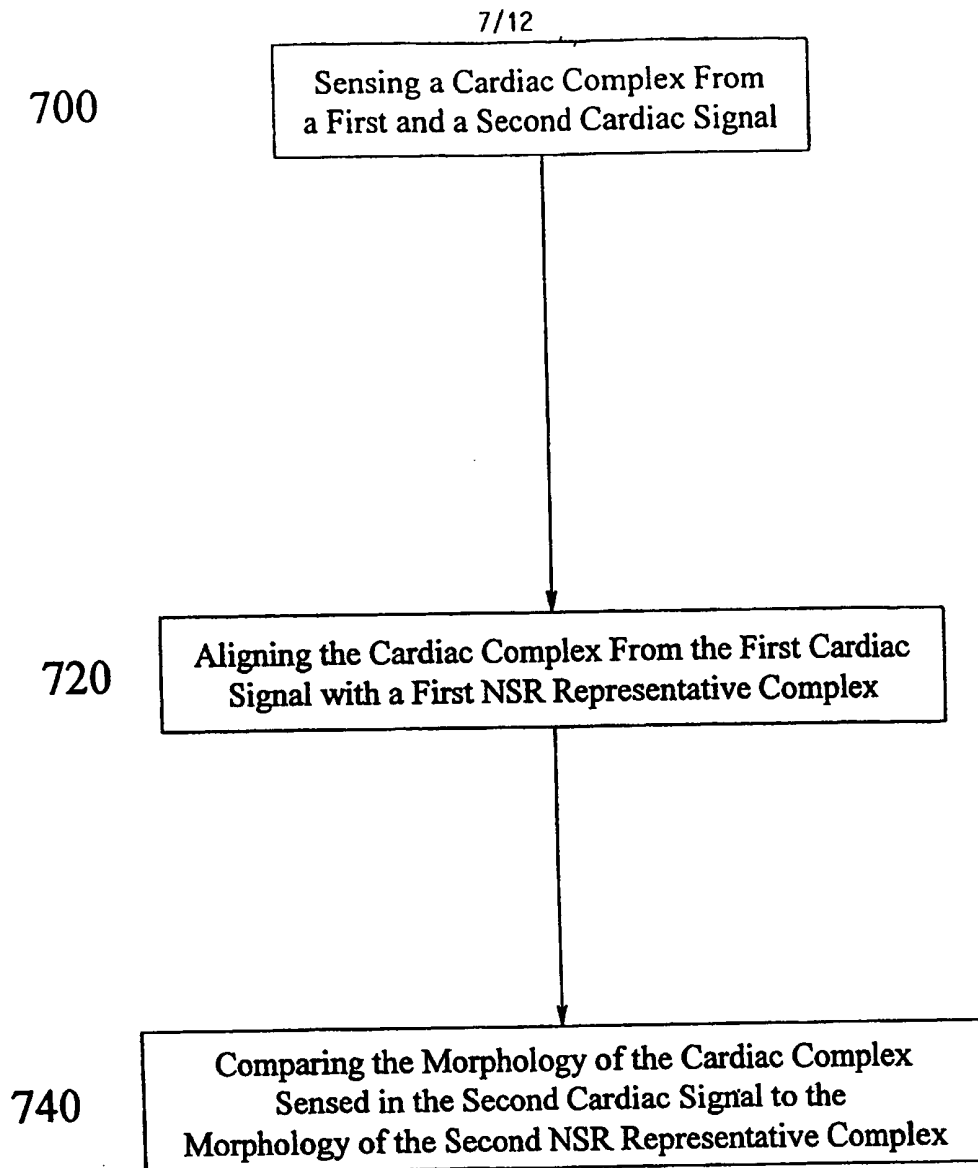 7/12
700
Sensing a Cardiac Complex From
a First and a Second Cardiac Signal
720
Aligning the Cardiac Complex From the First Cardiac
Signal with a First NSR Representative Complex
740
Comparing the Morphology of the Cardiac Complex
Sensed in the Second Cardiac Signal to the
Morphology of the Second NSR Representative Complex